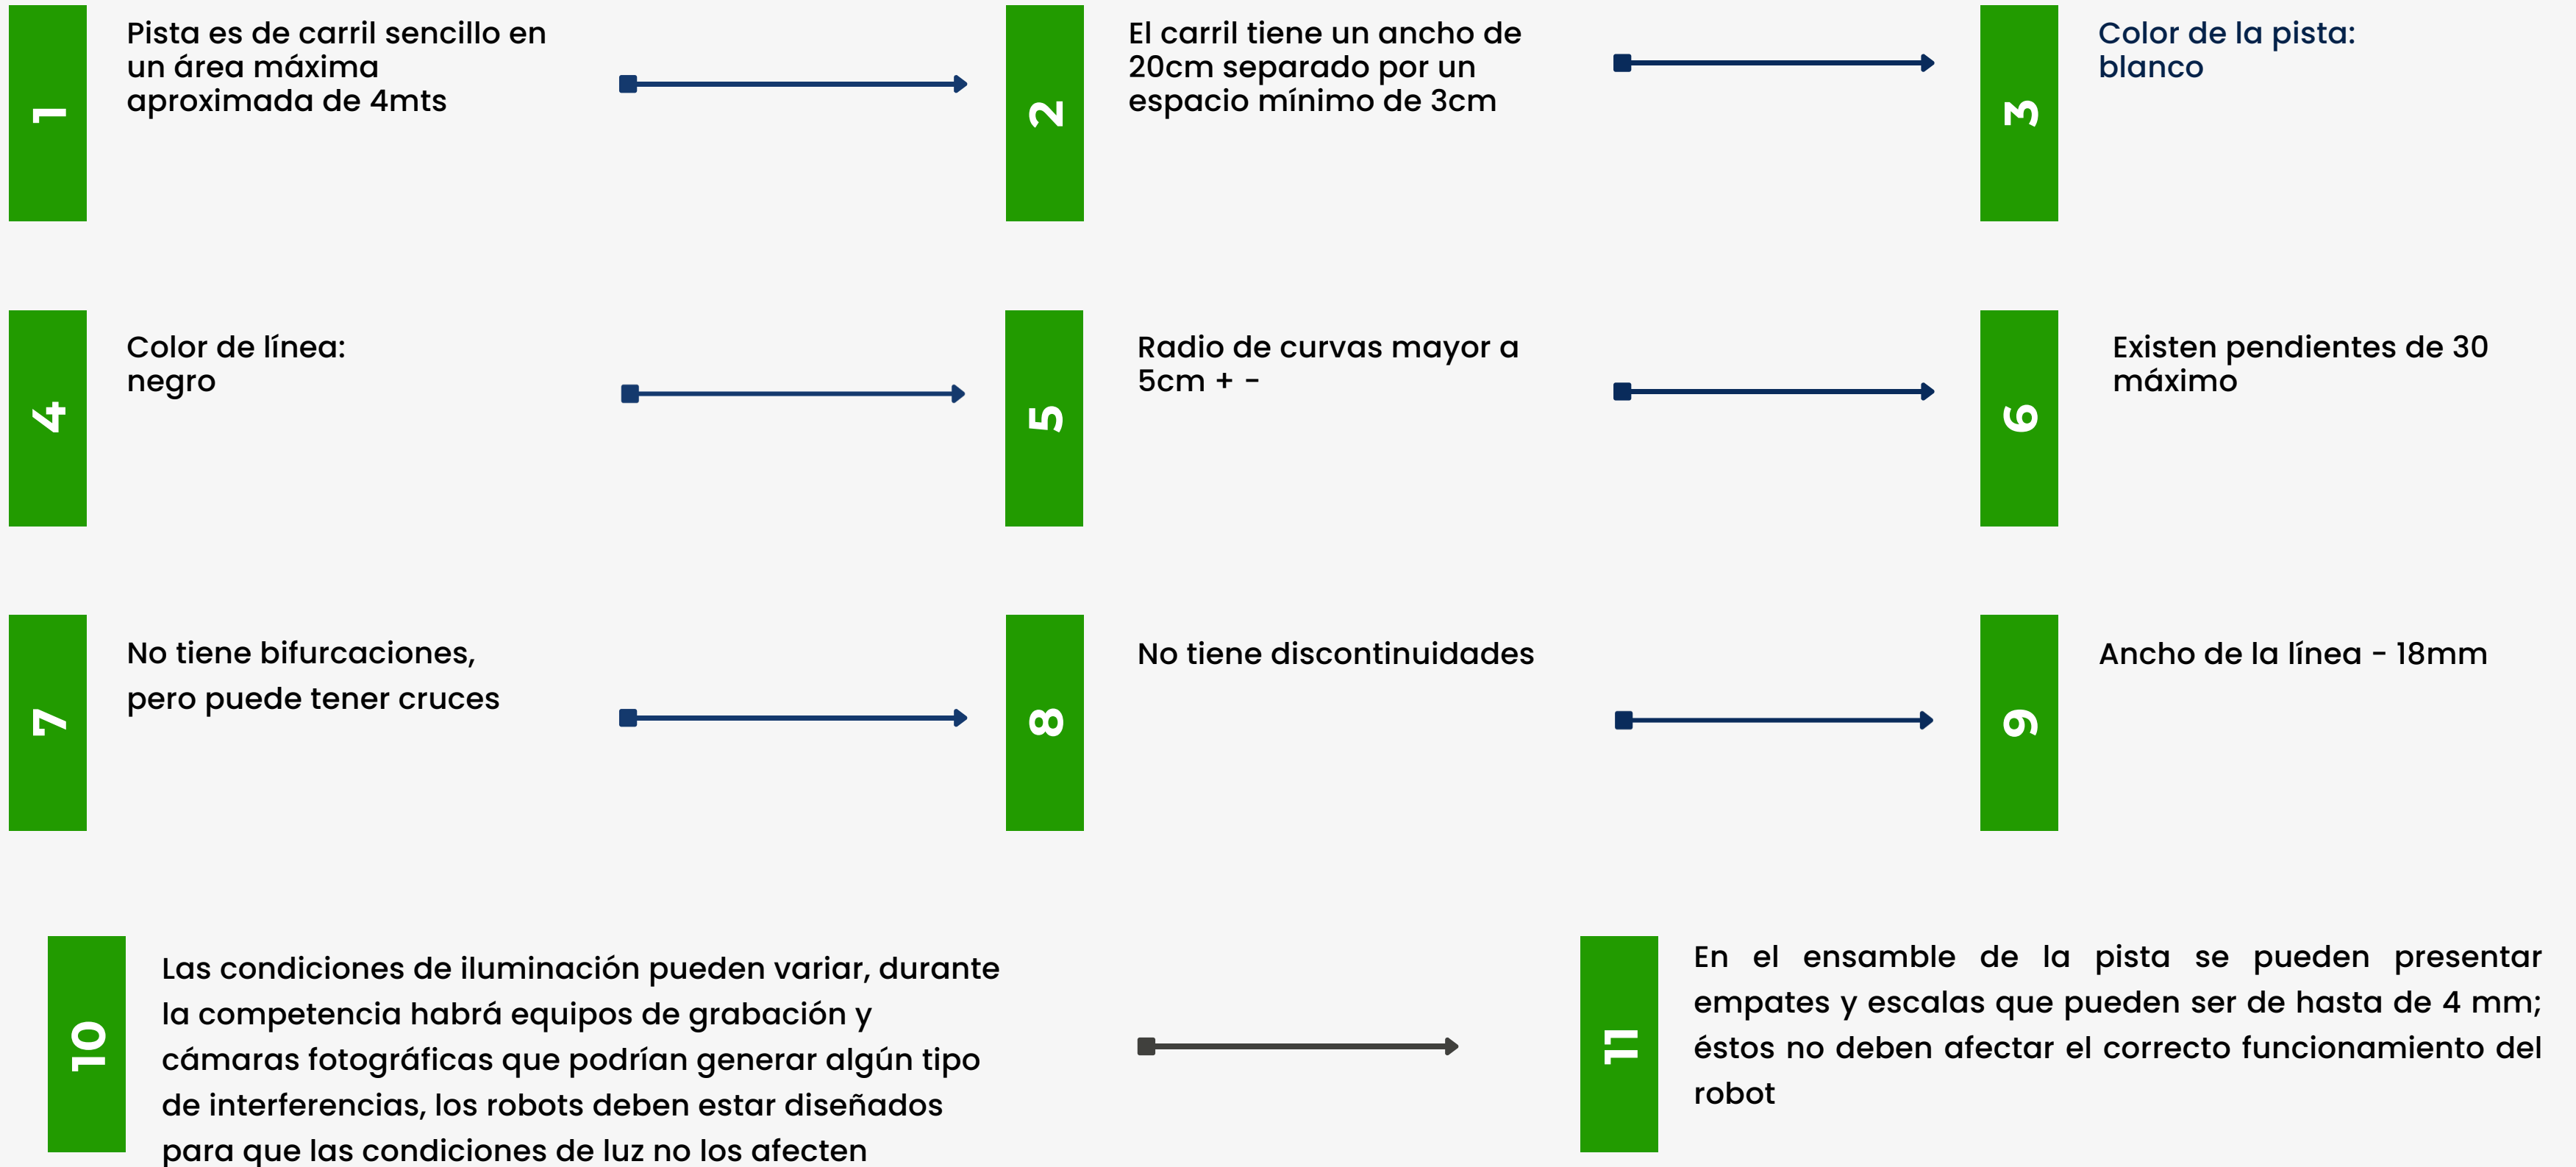 1
Pista es de carril sencillo en
un área máxima
aproximada de 4mts
2
El carril tiene un ancho de
20cm separado por un
espacio mínimo de 3cm
3
Color de la pista:
blanco
4
Color de línea:
negro
5
Radio de curvas mayor a
5cm + -
6
Existen pendientes de 30
máximo
7
No tiene bifurcaciones,
pero puede tener cruces
8
No tiene discontinuidades
9
Ancho de la línea - 18mm
10
Las condiciones de iluminación pueden variar, durante
la competencia habrá equipos de grabación y
cámaras fotográficas que podrían generar algún tipo
de interferencias, los robots deben estar diseñados
para que las condiciones de luz no los afecten
11
En el ensamble de la pista se pueden presentar
empates y escalas que pueden ser de hasta de 4 mm;
éstos no deben afectar el correcto funcionamiento del
robot